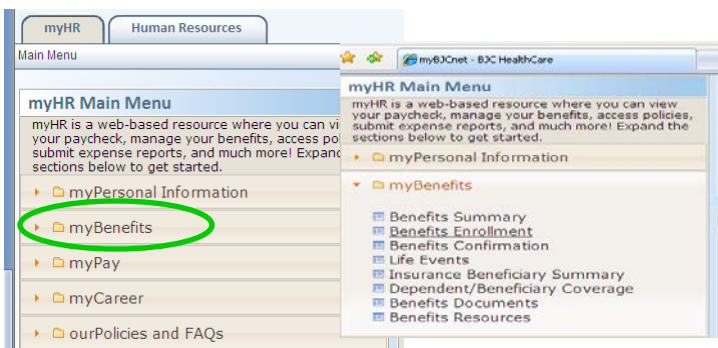 myHR
Human Resources
Main Menu
myHR Main Menu
myHR is a web-based resource where you can vi
your paycheck, manage your benefits, access pol
submit expense reports, and much more! Expand
sections below to get started.
myPersonal Information
myBenefits
myPay
myCareer
ourPolicies and FAQs
myBJCnet - BJC HealthCare
myHR Main Menu
myHR is a web-based resource where you can view
your paycheck, manage your benefits, access policies,
submit expense reports, and much more! Expand the
sections below to get started.
myPersonal Information
myBenefits
Benefits Summary
Benefits Enrollment
Benefits Confirmation
Life Events
Insurance Beneficiary Summary
Dependent/Beneficiary Coverage
Benefits Documents
Benefits Resources